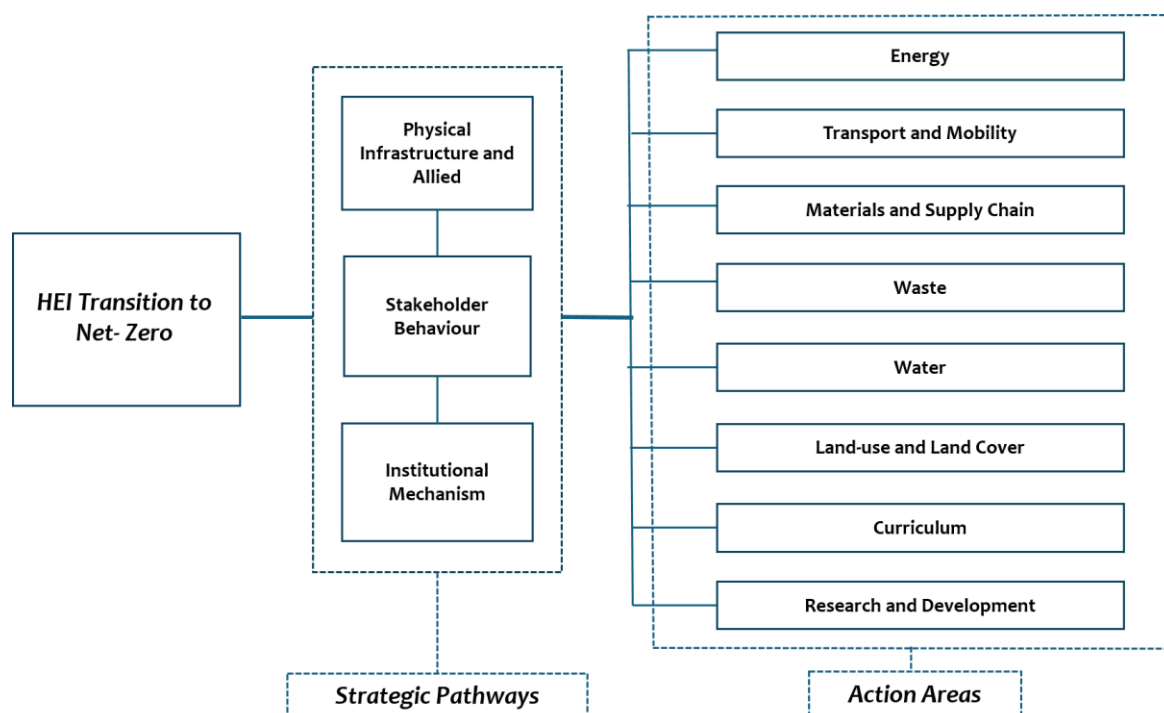 HEI Transition to
Net- Zero
Physical
Infrastructure and
Allied
Stakeholder
Behaviour
Institutional
Mechanism
Strategic Pathways
Energy
Transport and Mobility
Materials and Supply Chain
Waste
Water
Land-use and Land Cover
Curriculum
Research and Development
Action Areas